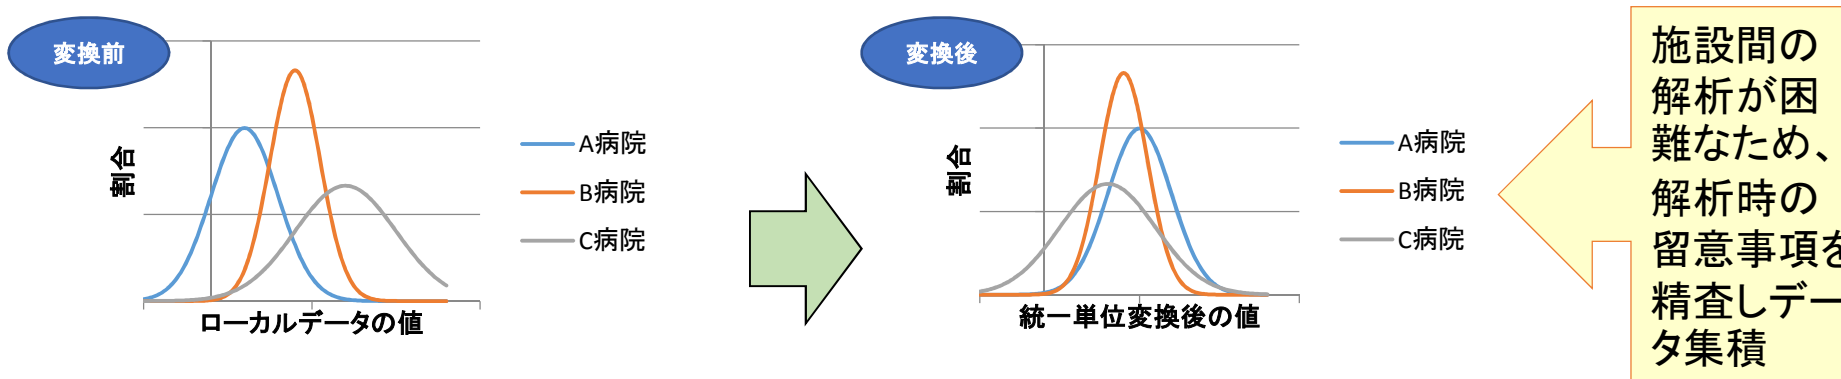 変換前
割合
ローカルデータの値
A病院
B病院
C病院
変換後
割合
統一単位変換後の値
A病院
B病院
C病院
施設間の
解析が困
難なため、
解析時の
留意事項を
精査しデー
タ集積